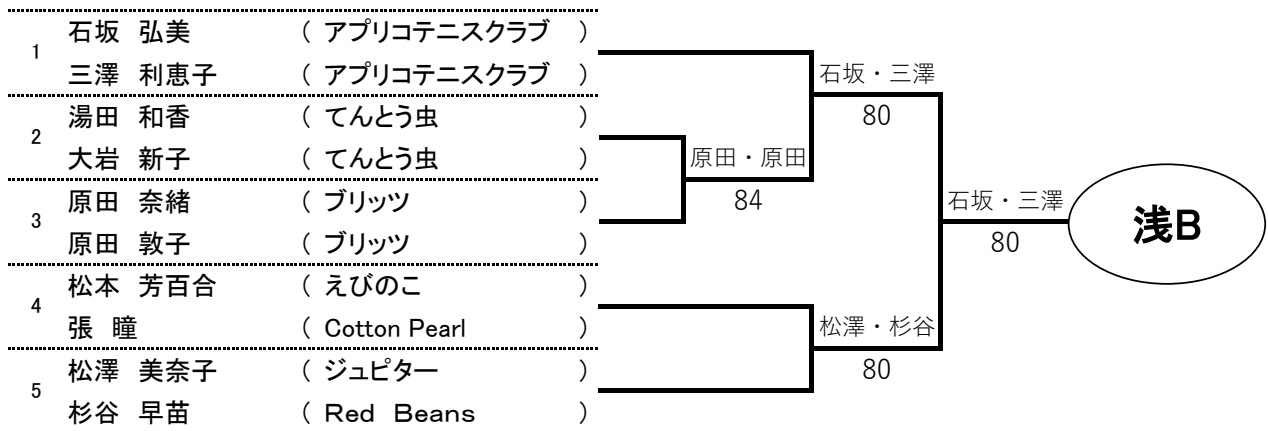 1
石坂　弘美 （ アプリコテニスクラブ ）
三澤　利恵子 （ アプリコテニスクラブ ）
2
湯田　和香 （ てんとう虫 ）
大岩　新子 （ てんとう虫 ）
3
原田　奈緒 （ ブリッツ ）
原田　敦子 （ ブリッツ ）
4
松本　芳百合 （ えびのこ ）
張　瞳 （ Cotton Pearl ）
5
松澤　美奈子 （ ジュピター ）
杉谷　早苗 （ Red　Beans ）
原田・原田
84
石坂・三澤
80
松澤・杉谷
80
石坂・三澤
80
浅B